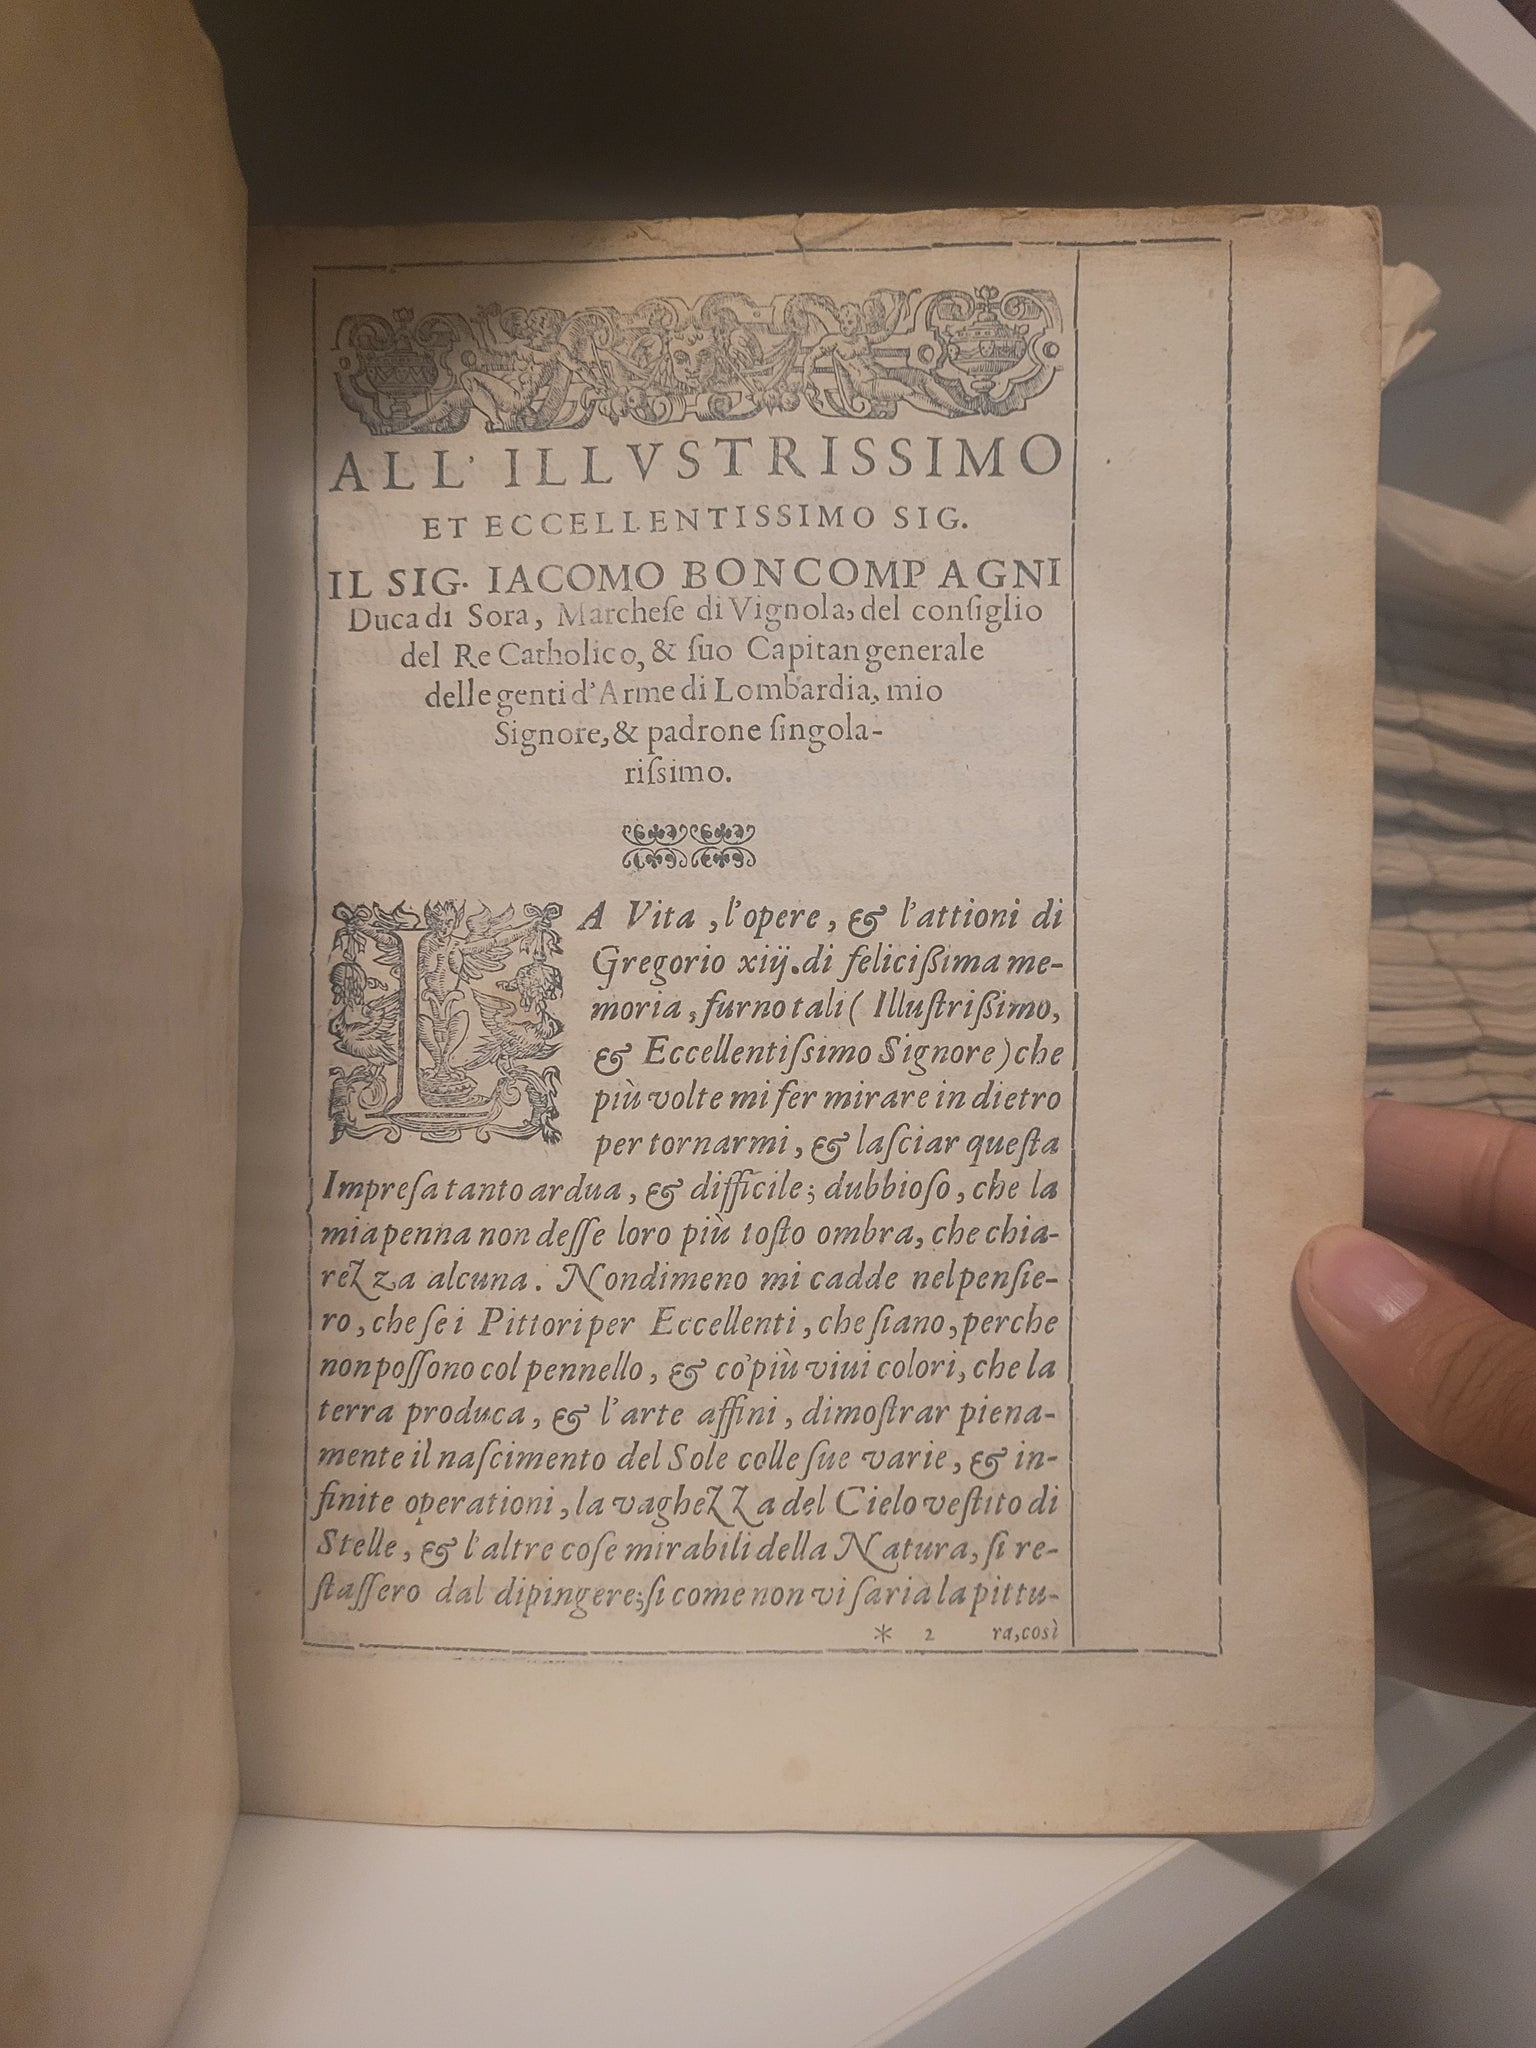 ALL' ILLVSTRISSIMO
ET ECCELLENTISSIMO SIG.
IL SIG. IACOMO BONCOMPAGNI
Duca di Sora, Marcheſe di Vignola, del conſiglio
del Re Catholico, & ſuo Capitan generale
delle genti d'Arme di Lombardia, mio
Signore, & padrone ſingola-
riſsimo.
LA Vita, l'opere, & l'attioni di
Gregorio xiij. di feliciſſima me-
moria, furno tali ( Illuſtriſſimo,
& Eccellentiſsimo Signore) che
più volte mi fer mirare in dietro
per tornarmi, & laſciar queſta
Impreſa tanto ardua, & difficile; dubbioſo, che la
mia penna non deſſe loro più toſto ombra, che chia-
rezza alcuna. Nondimeno mi cadde nel penſie-
ro, che ſe i Pittori per Eccellenti, che ſiano, perche
non poſſono col pennello, & co' più viui colori, che la
terra produca, & l'arte affini, dimoſtrar piena-
mente il naſcimento del Sole colle ſue varie, & in-
finite operationi, la vaghezza del Cielo veſtito di
Stelle, & l'altre coſe mirabili della Natura, ſi re-
ſtaſſero dal dipingere; ſi come non vi ſaria la pittu-
* 2 ra, così